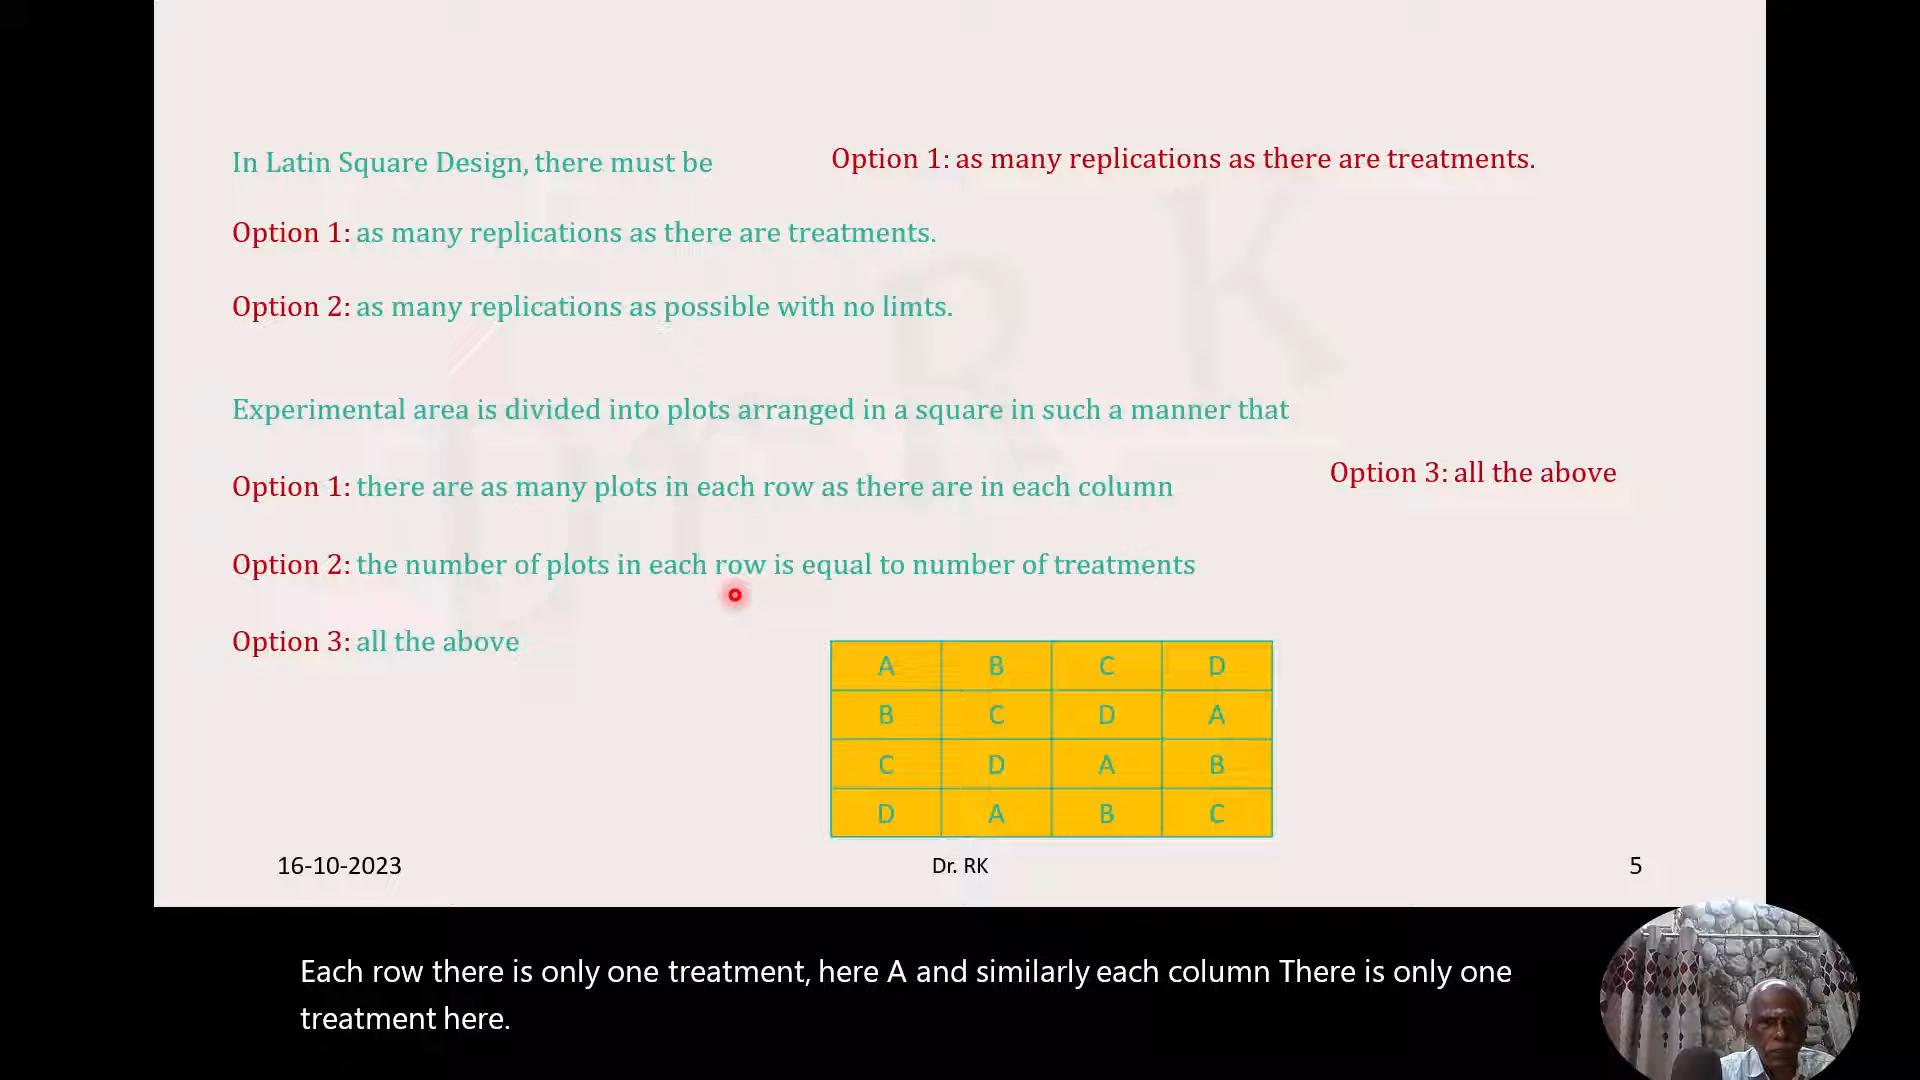 In Latin Square Design, there must be
Option 1: as many replications as there are treatments.
Option 1: as many replications as there are treatments.
Option 2: as many replications as possible with no limts.
Experimental area is divided into plots arranged in a square in such a manner that
Option 1: there are as many plots in each row as there are in each column
Option 3: all the above
Option 2: the number of plots in each row is equal to number of treatments
Option 3: all the above
A B C D
B C D A
C D A B
D A B C
16-10-2023
Dr. RK
5
Each row there is only one treatment, here A and similarly each column There is only one
treatment here.
Dr R K